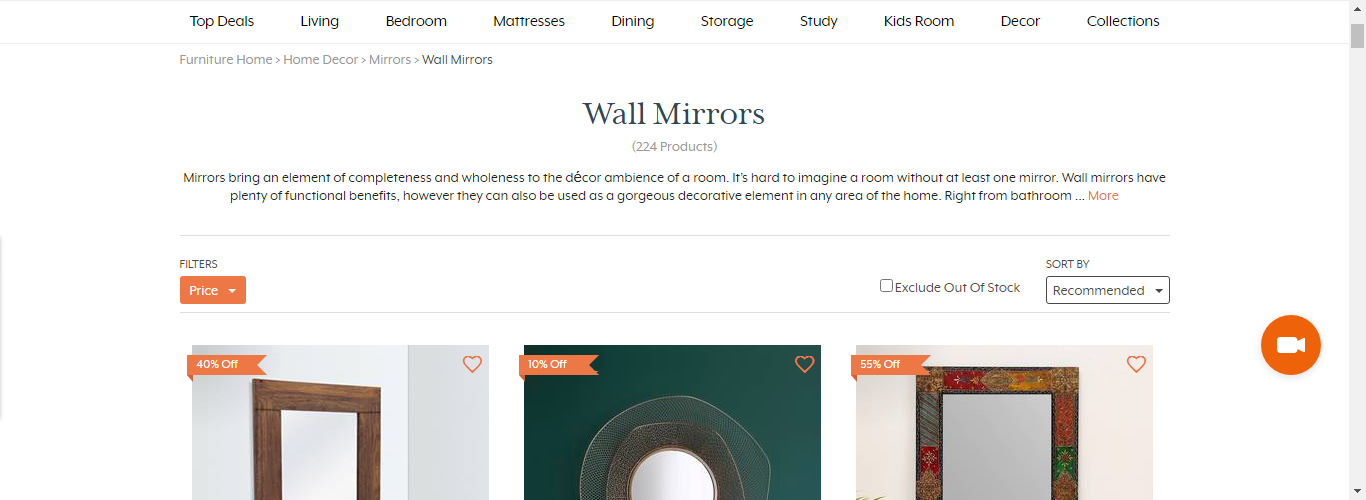 Top Deals Living Bedroom Mattresses Dining Storage Study Kids Room Decor Collections
Furniture Home > Home Decor > Mirrors > Wall Mirrors
Wall Mirrors
(224 Products)
Mirrors bring an element of completeness and wholeness to the décor ambience of a room. It's hard to imagine a room without at least one mirror. Wall mirrors have
plenty of functional benefits, however they can also be used as a gorgeous decorative element in any area of the home. Right from bathroom ... More
FILTERS
Price
Exclude Out Of Stock
SORT BY
Recommended
40% Off
10% Off
55% Off